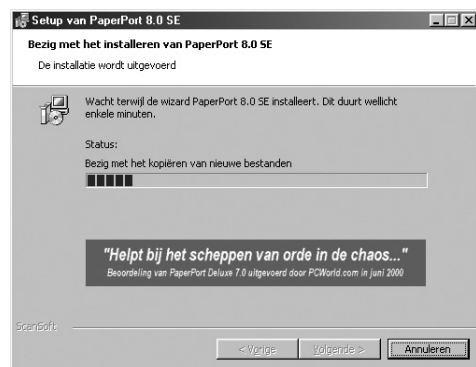 Setup van PaperPort 8.0 SE
Bezig met het installeren van PaperPort 8.0 SE
De installatie wordt uitgevoerd
Wacht terwijl de wizard PaperPort 8.0 SE installeert. Dit duurt wellicht
enkele minuten.
Status:
Bezig met het kopiëren van nieuwe bestanden
"Helpt bij het scheppen van orde in de chaos..."
Beoordeling van PaperPort Deluxe 7.0 uitgevoerd door PCWorld.com in juni 2000
ScanSoft
< Vorige
Volgende >
Annuleren